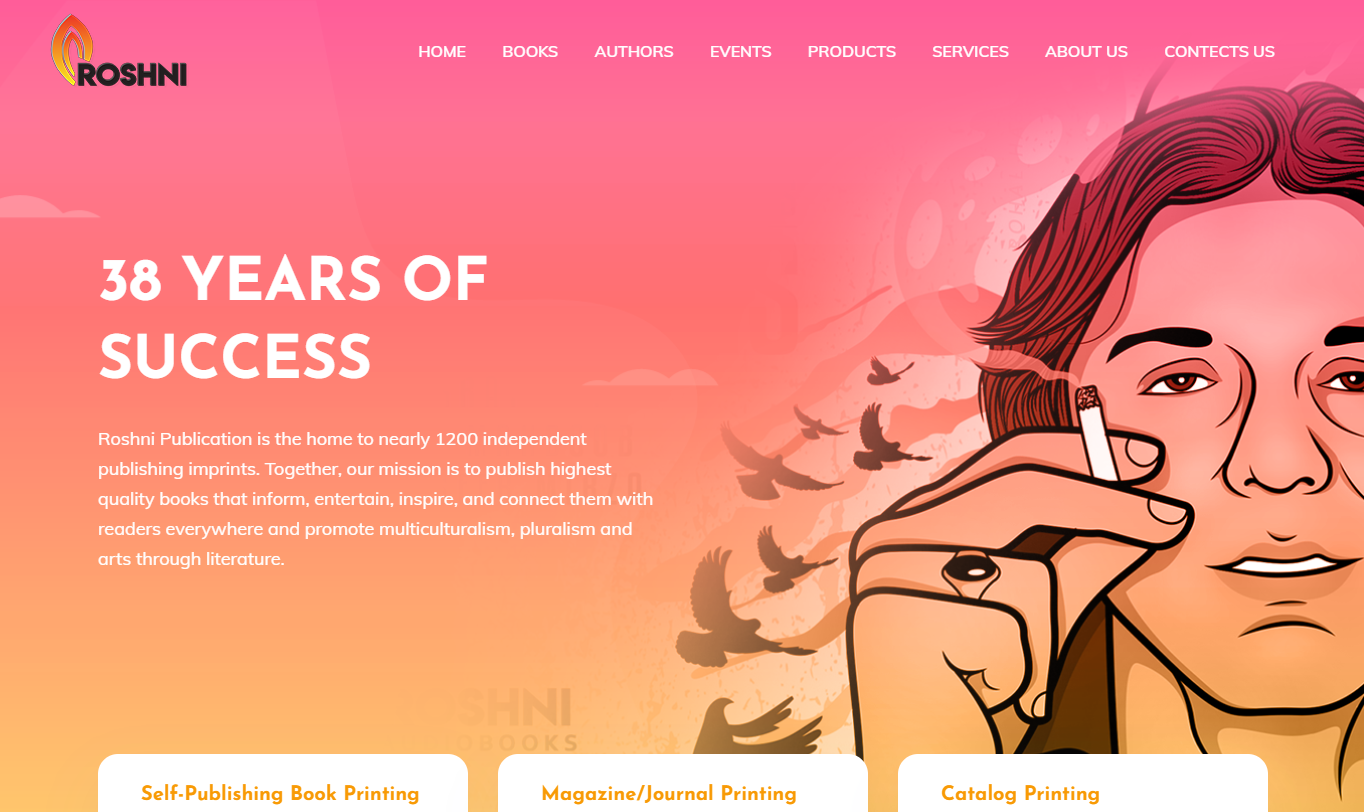 ROSHNI
HOME BOOKS AUTHORS EVENTS PRODUCTS SERVICES ABOUT US CONTECTS US
38 YEARS OF
SUCCESS
Roshni Publication is the home to nearly 1200 independent
publishing imprints. Together, our mission is to publish highest
quality books that inform, entertain, inspire, and connect them with
readers everywhere and promote multiculturalism, pluralism and
arts through literature.
Self-Publishing Book Printing
Magazine/Journal Printing
Catalog Printing